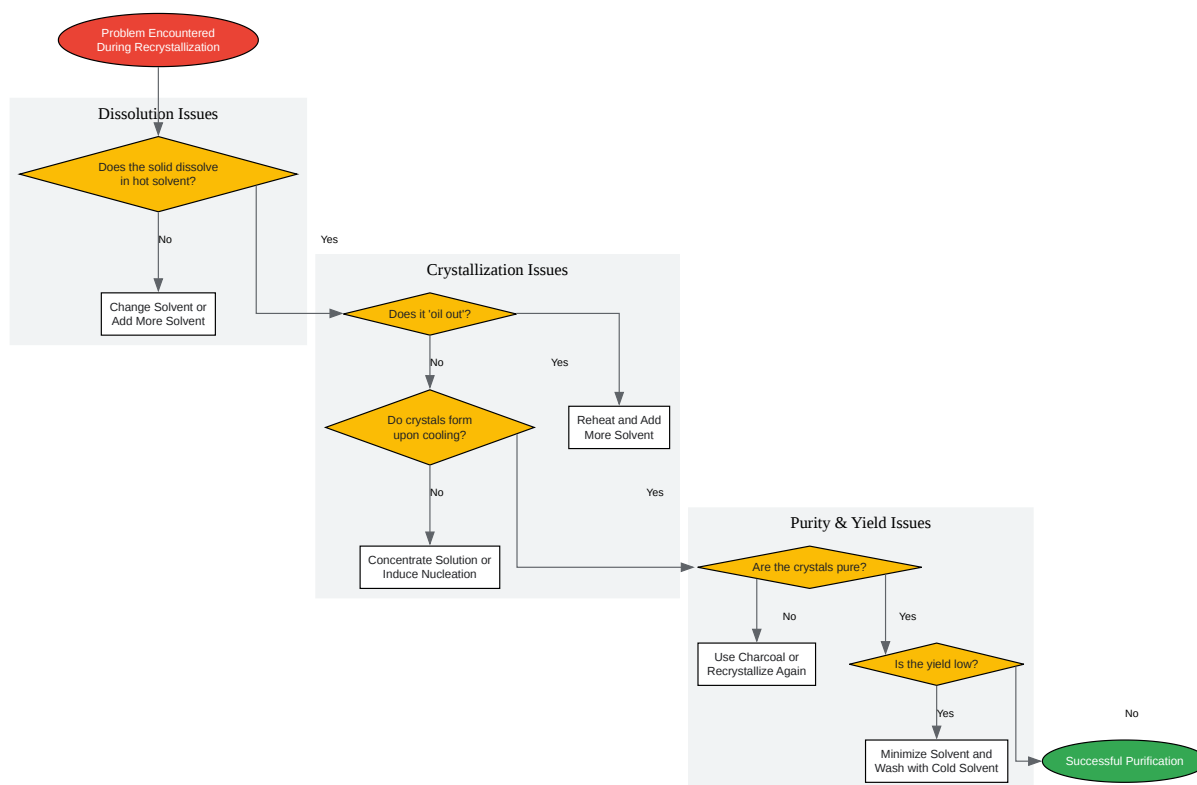 Problem Encountered
During Recrystallization
Dissolution Issues
Does the solid dissolve
in hot solvent?
No
Yes
Change Solvent or
Add More Solvent
Crystallization Issues
Does it 'oil out'?
No
Yes
Do crystals form
upon cooling?
Reheat and Add
More Solvent
No
Yes
Concentrate Solution or
Induce Nucleation
Purity & Yield Issues
Are the crystals pure?
No
Yes
Use Charcoal or
Recrystallize Again
Is the yield low?
Yes
No
Minimize Solvent and
Wash with Cold Solvent
Successful Purification